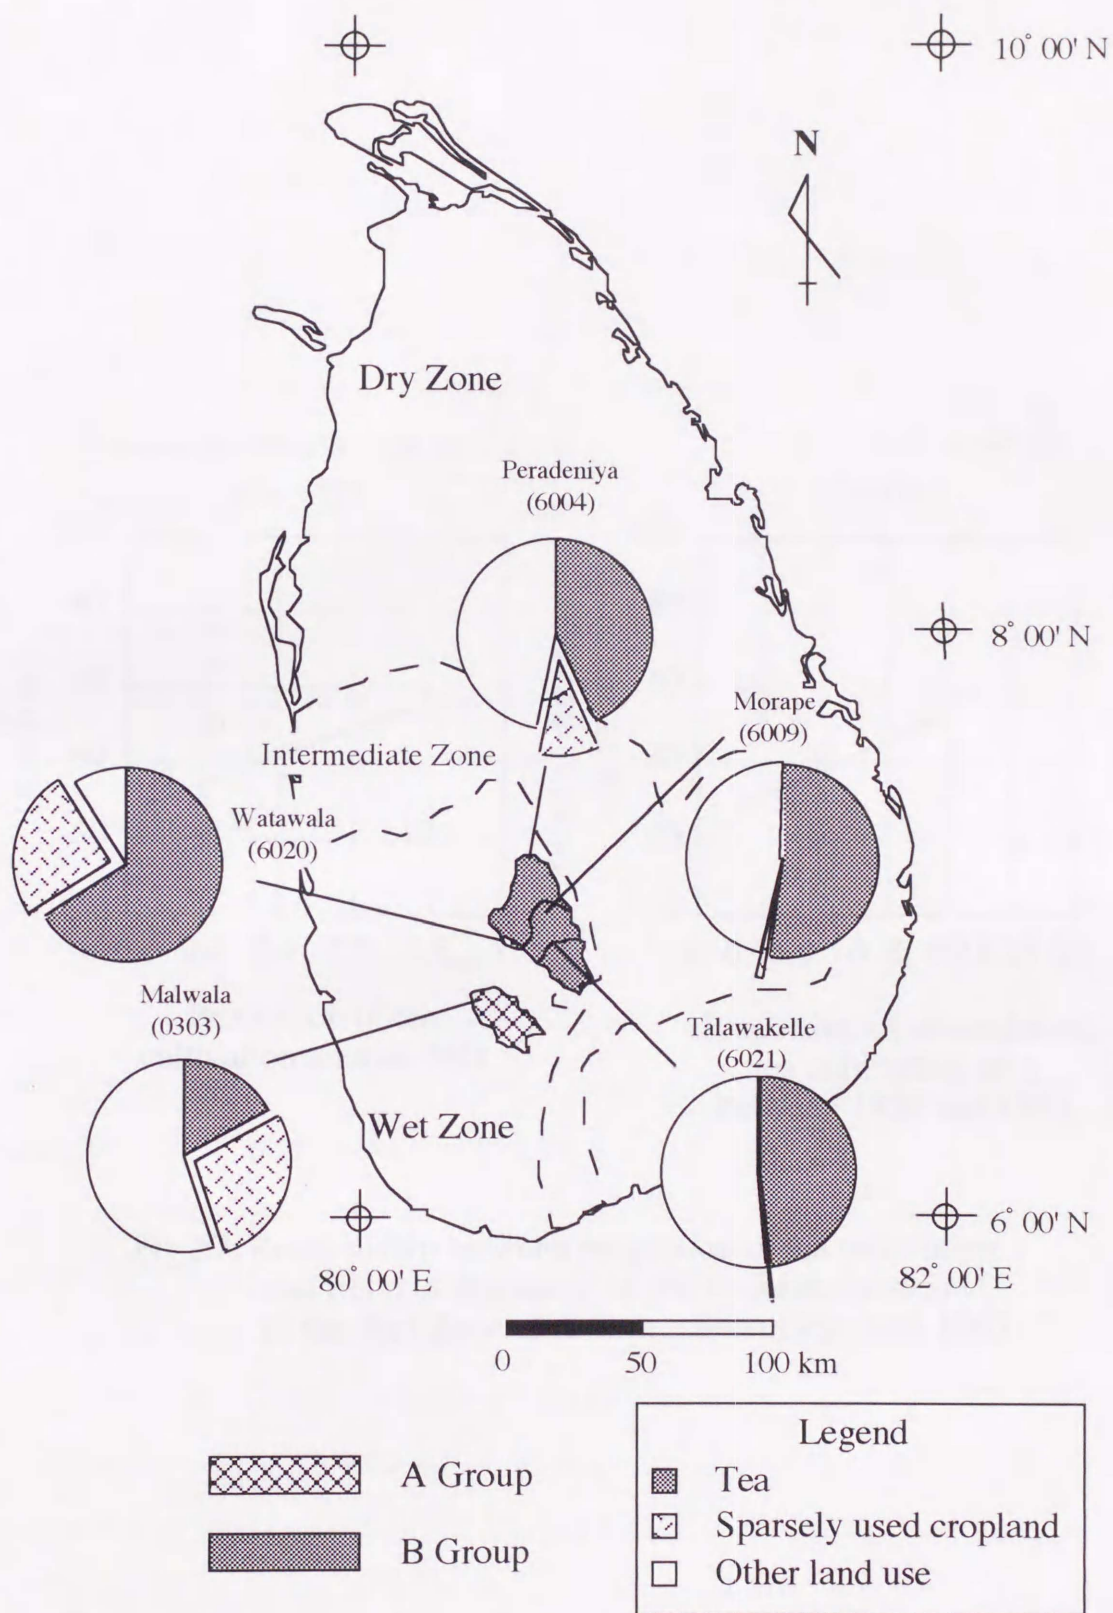 10° 00' N
N
Dry Zone
Peradeniya
(6004)
8° 00' N
Morape
(6009)
Intermediate Zone
Watawala
(6020)
Malwala
(0303)
Talawakelle
(6021)
Wet Zone
6° 00' N
80° 00' E
82° 00' E
0 50 100 km
Legend
A Group
Tea
Sparsely used cropland
B Group
Other land use